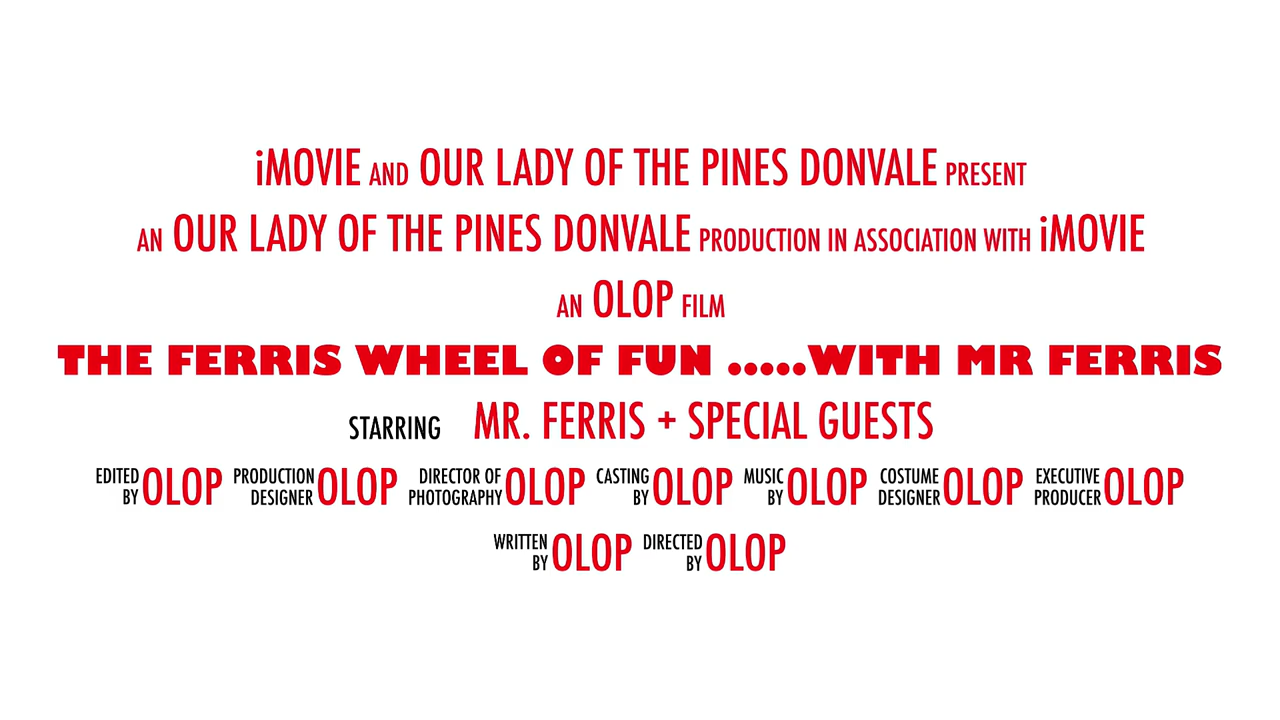 iMOVIE AND OUR LADY OF THE PINES DONVALE PRESENT
AN OUR LADY OF THE PINES DONVALE PRODUCTION IN ASSOCIATION WITH iMOVIE
AN OLOP FILM
THE FERRIS WHEEL OF FUN .....WITH MR FERRIS
STARRING MR. FERRIS + SPECIAL GUESTS
EDITED BY OLOP PRODUCTION DESIGNER OLOP DIRECTOR OF PHOTOGRAPHY OLOP CASTING BY OLOP MUSIC BY OLOP COSTUME DESIGNER OLOP EXECUTIVE PRODUCER OLOP
WRITTEN BY OLOP DIRECTED BY OLOP